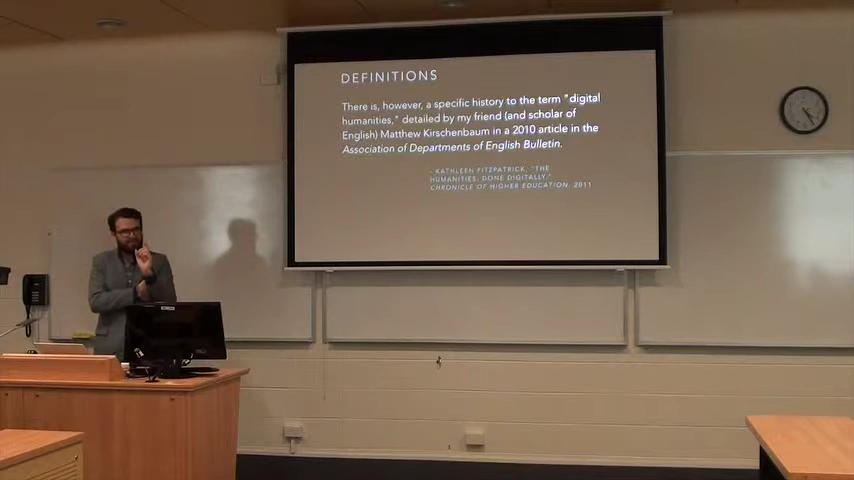 DEFINITIONS
There is, however, a specific history to the term "digital
humanities," detailed by my friend (and scholar of
English) Matthew Kirschenbaum in a 2010 article in the
Association of Departments of English Bulletin.
- KATHLEEN FITZPATRICK, "THE
HUMANITIES, DONE DIGITALLY,"
CHRONICLE OF HIGHER EDUCATION, 2011